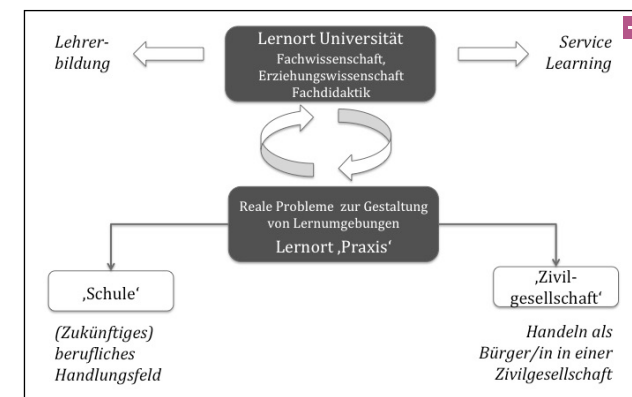 Lehrer-
bildung
Lernort Universität
Fachwissenschaft,
Erziehungswissenschaft
Fachdidaktik
Service
Learning
Reale Probleme zur Gestaltung
von Lernumgebungen
Lernort ‚Praxis‘
‚Schule‘
(Zukünftiges)
berufliches
Handlungsfeld
‚Zivil-
gesellschaft‘
Handeln als
Bürger/in in einer
Zivilgesellschaft